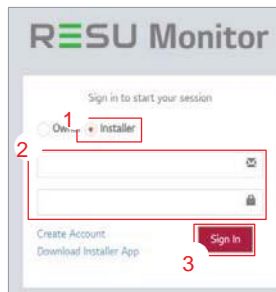 RESU Monitor
Sign in to start your session
1
Owner Installer
2
Create Account
Sign In
Download Installer App
3